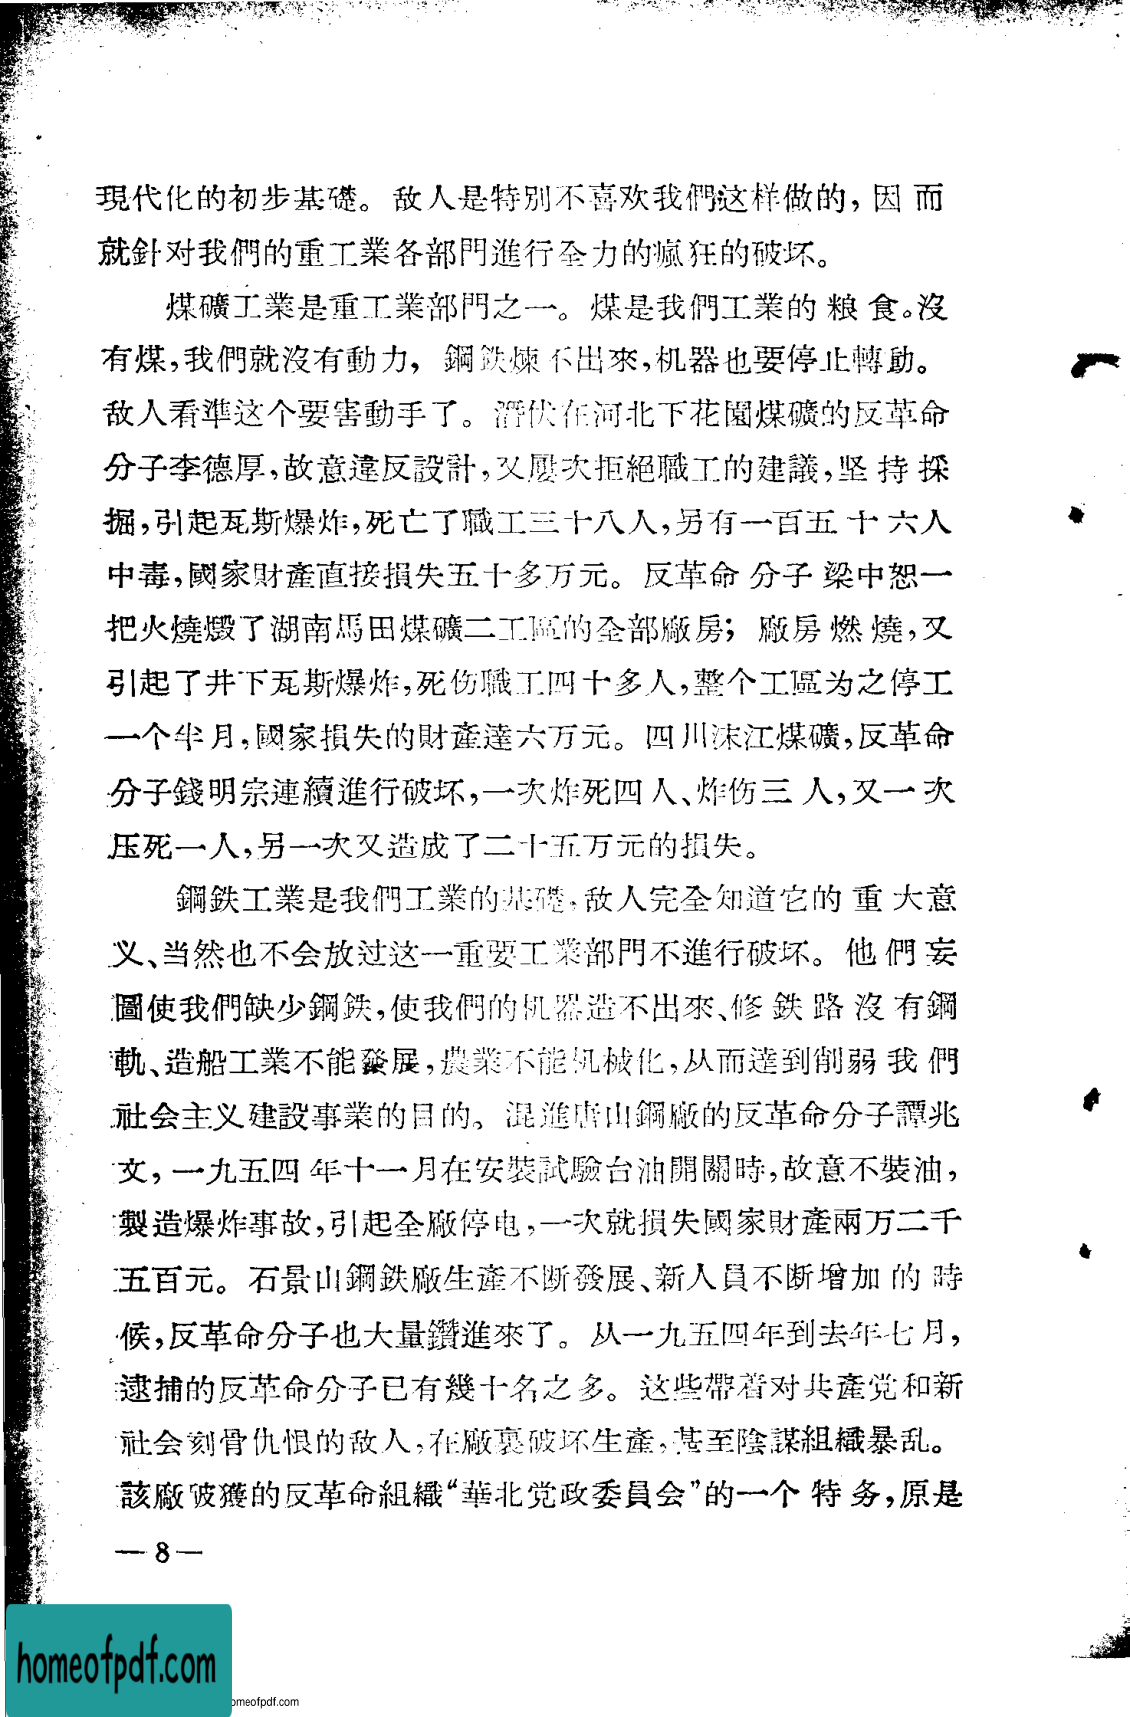 現代化的初步基礎。敌人是特別不喜欢我們这样做的，因而
就針对我們的重工業各部門進行全力的瘋狂的破坏。
煤礦工業是重工業部門之一。煤是我們工業的粮食。沒
有煤，我們就沒有動力，鋼鉄煉不出來，机器也要停止轉動。
敌人看準这个要害動手了。潛伏在河北下花園煤礦的反革命
分子李德厚，故意違反設計，又屢次拒絕職工的建議，坚持採
掘，引起瓦斯爆炸，死亡了職工三十八人，另有一百五十六人
中毒，國家財產直接損失五十多万元。反革命分子梁中恕一
把火燒燬了湖南馬田煤礦二工區的全部廠房；廠房燃燒，又
引起了井下瓦斯爆炸，死伤職工四十多人，整个工區为之停工
一个半月，國家損失的財產達六万元。四川沫江煤礦，反革命
分子錢明宗連續進行破坏，一次炸死四人、炸伤三人，又一次
压死一人，另一次又造成了二十五万元的損失。
鋼鉄工業是我們工業的基礎，敌人完全知道它的重大意
义、当然也不会放过这一重要工業部門不進行破坏。他們妄
圖使我們缺少鋼鉄，使我們的机器造不出來、修鉄路沒有鋼
軌、造船工業不能發展，農業不能机械化，从而達到削弱我們
社会主义建設事業的目的。混進唐山鋼廠的反革命分子譚兆
文，一九五四年十一月在安裝試驗台油開關時，故意不裝油，
製造爆炸事故，引起全廠停电，一次就損失國家財產兩万二千
五百元。石景山鋼鉄廠生產不断發展、新人員不断增加的時
候，反革命分子也大量鑽進來了。从一九五四年到去年七月，
逮捕的反革命分子已有幾十名之多。这些帶着对共產党和新
社会刻骨仇恨的敌人，在廠裏破坏生產，甚至陰謀組織暴乱。
該廠破獲的反革命組織“華北党政委員会”的一个特务，原是
— 8 —
homeofpdf.com
omeofpdf.com